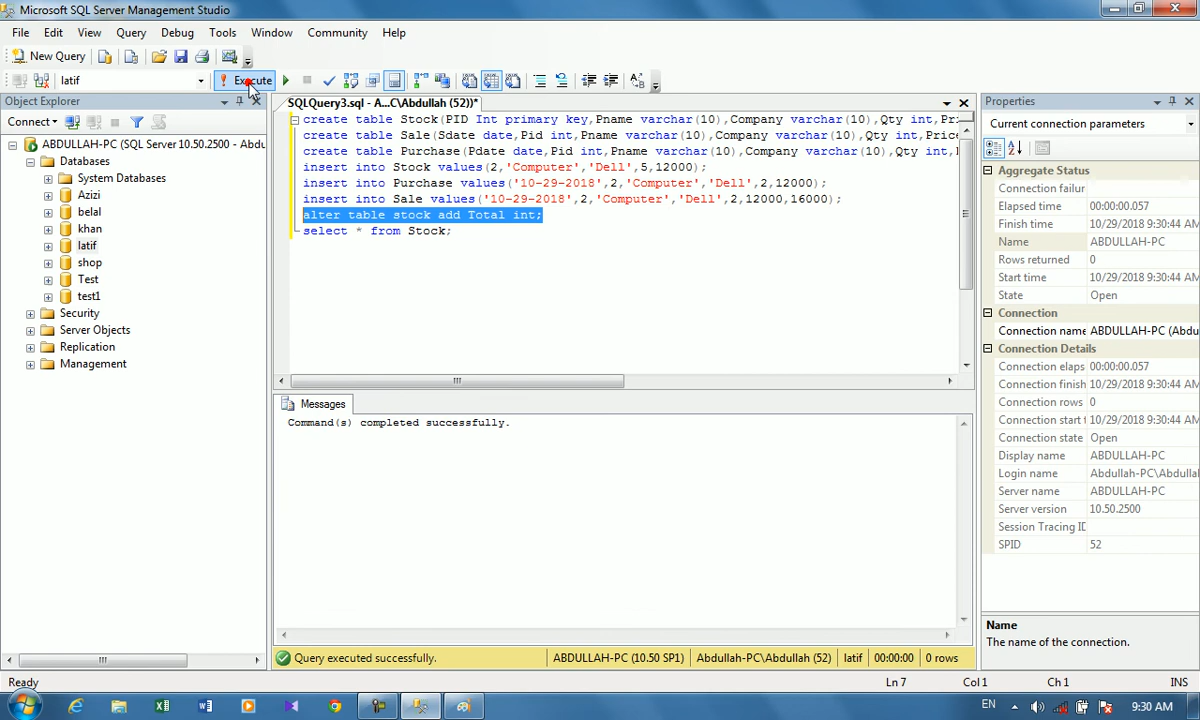 Microsoft SQL Server Management Studio
File Edit View Query Debug Tools Window Community Help
New Query
latif Execute
Object Explorer
Connect
ABDULLAH-PC (SQL Server 10.50.2500 - Abdu
Databases
System Databases
Azizi
belal
khan
latif
shop
Test
test1
Security
Server Objects
Replication
Management
SQLQuery3.sql - A...C\Abdullah (52))*
create table Stock(PID Int primary key,Pname varchar(10),Company varchar(10),Qty int,Pri
create table Sale(Sdate date,Pid int,Pname varchar(10),Company varchar(10),Qty int,Price
create table Purchase(Pdate date,Pid int,Pname varchar(10),Company varchar(10),Qty int,P
insert into Stock values(2,'Computer','Dell',5,12000);
insert into Purchase values('10-29-2018',2,'Computer','Dell',2,12000);
insert into Sale values('10-29-2018',2,'Computer','Dell',2,12000,16000);
alter table stock add Total int;
select * from Stock;
Messages
Command(s) completed successfully.
Query executed successfully. ABDULLAH-PC (10.50 SP1) Abdullah-PC\Abdullah (52) latif 00:00:00 0 rows
Properties
Current connection parameters
Aggregate Status
Connection failur
Elapsed time 00:00:00.057
Finish time 10/29/2018 9:30:44 AM
Name ABDULLAH-PC
Rows returned 0
Start time 10/29/2018 9:30:44 AM
State Open
Connection
Connection name ABDULLAH-PC (Abdu
Connection Details
Connection elaps 00:00:00.057
Connection finish 10/29/2018 9:30:44 AM
Connection rows 0
Connection start t 10/29/2018 9:30:44 AM
Connection state Open
Display name ABDULLAH-PC
Login name Abdullah-PC\Abdulla
Server name ABDULLAH-PC
Server version 10.50.2500
Session Tracing ID
SPID 52
Name
The name of the connection.
Ready Ln 7 Col 1 Ch 1 INS
EN 9:30 AM